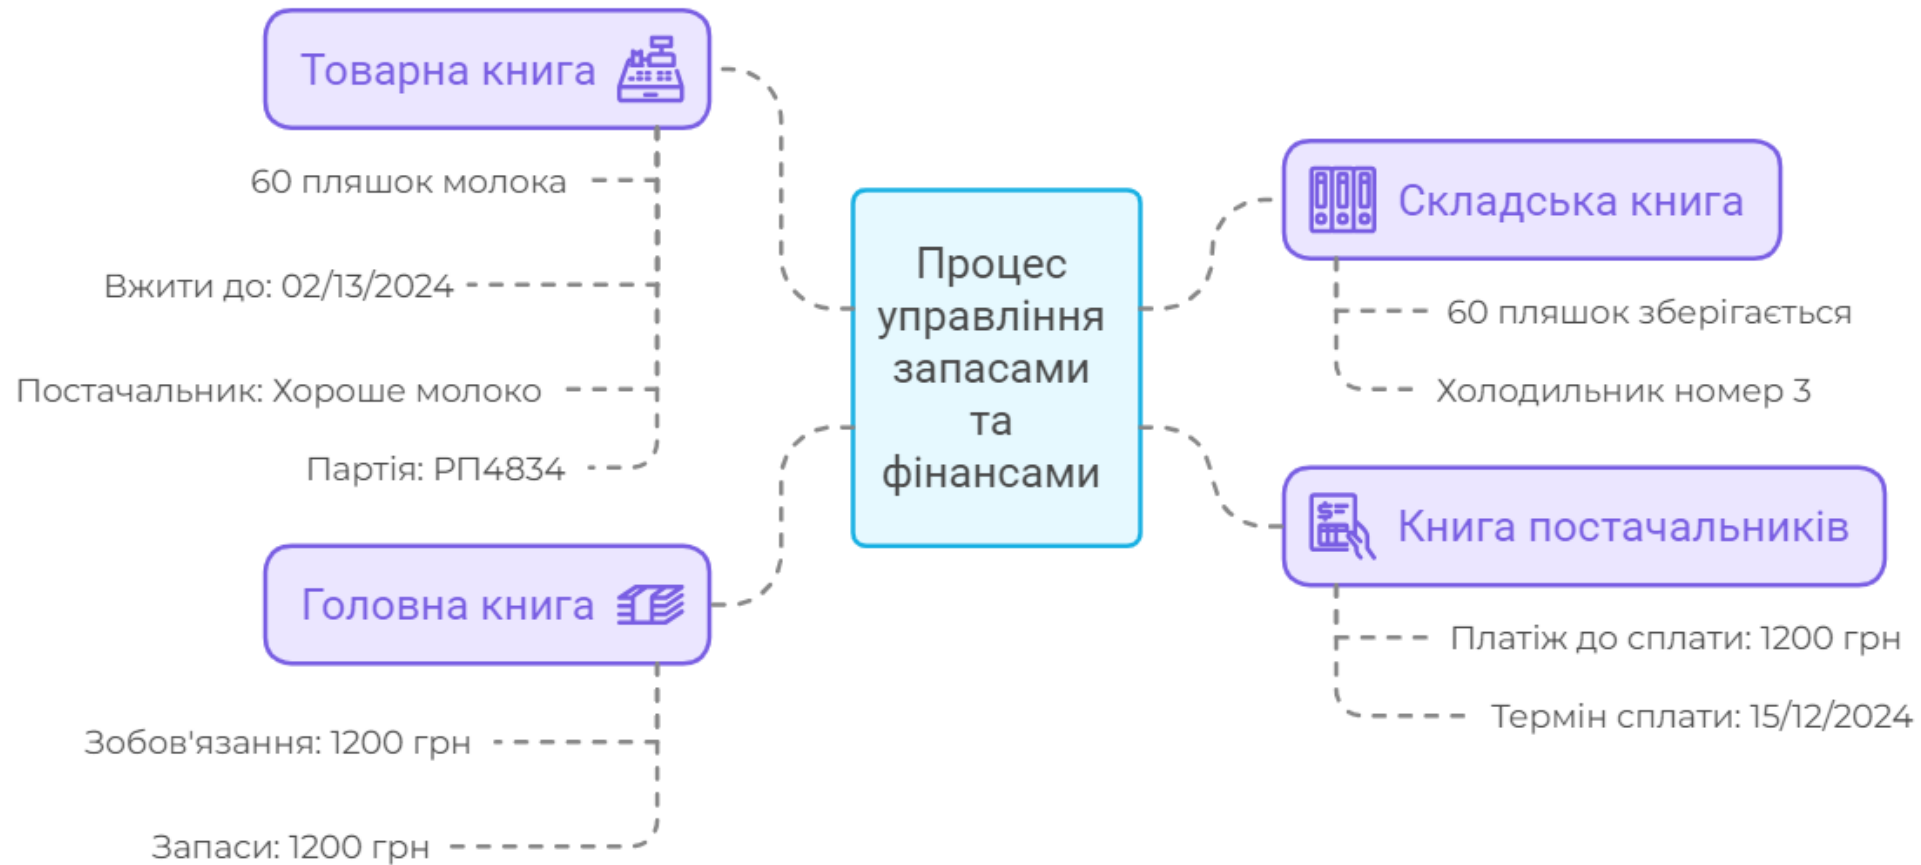 Товарна книга
60 пляшок молока
Вжити до: 02/13/2024
Постачальник: Хороше молоко
Партія: РП4834
Головна книга
Зобов'язання: 1200 грн
Запаси: 1200 грн
Процес
управління
запасами
та
фінансами
Складська книга
60 пляшок зберігається
Холодильник номер 3
Книга постачальників
Платіж до сплати: 1200 грн
Термін сплати: 15/12/2024